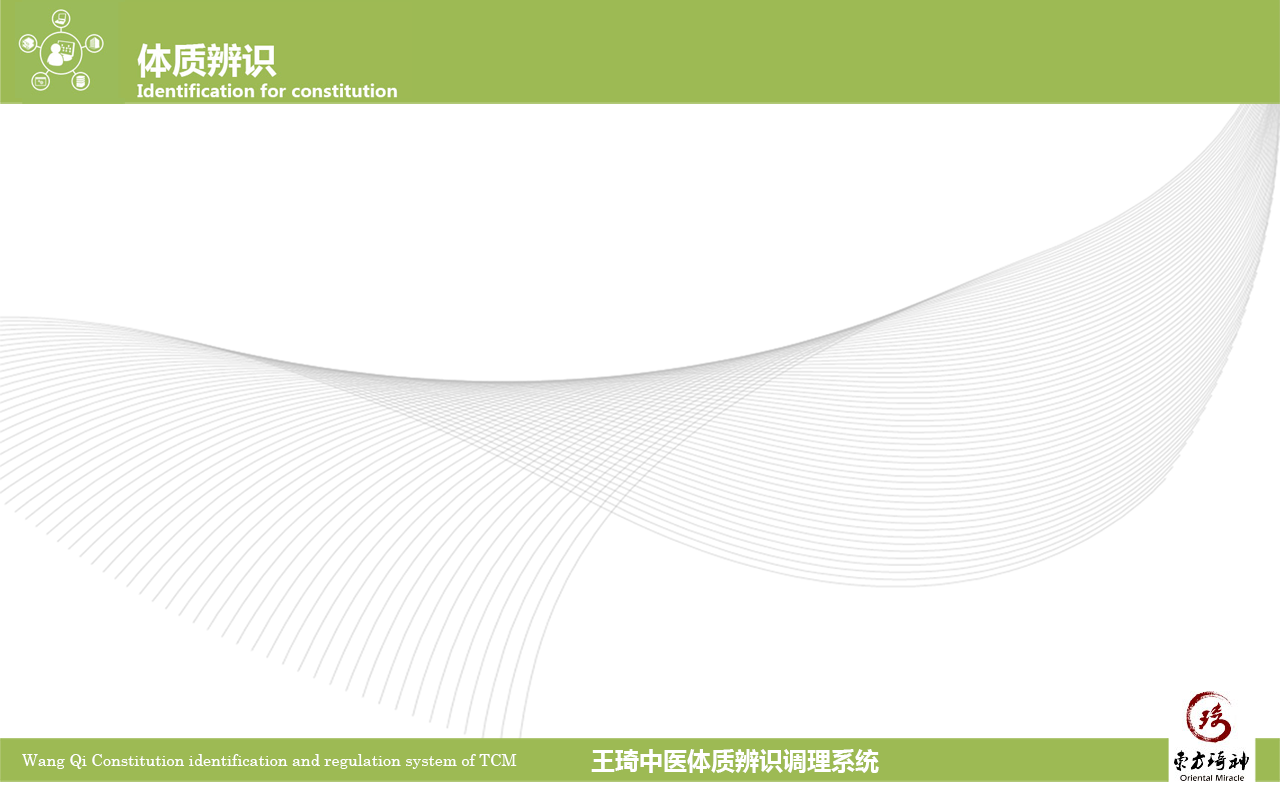 体质辨识
Identification for constitution
Wang Qi Constitution identification and regulation system of TCM
王琦中医体质辨识调理系统
琦
东方琦神
Oriental Miracle